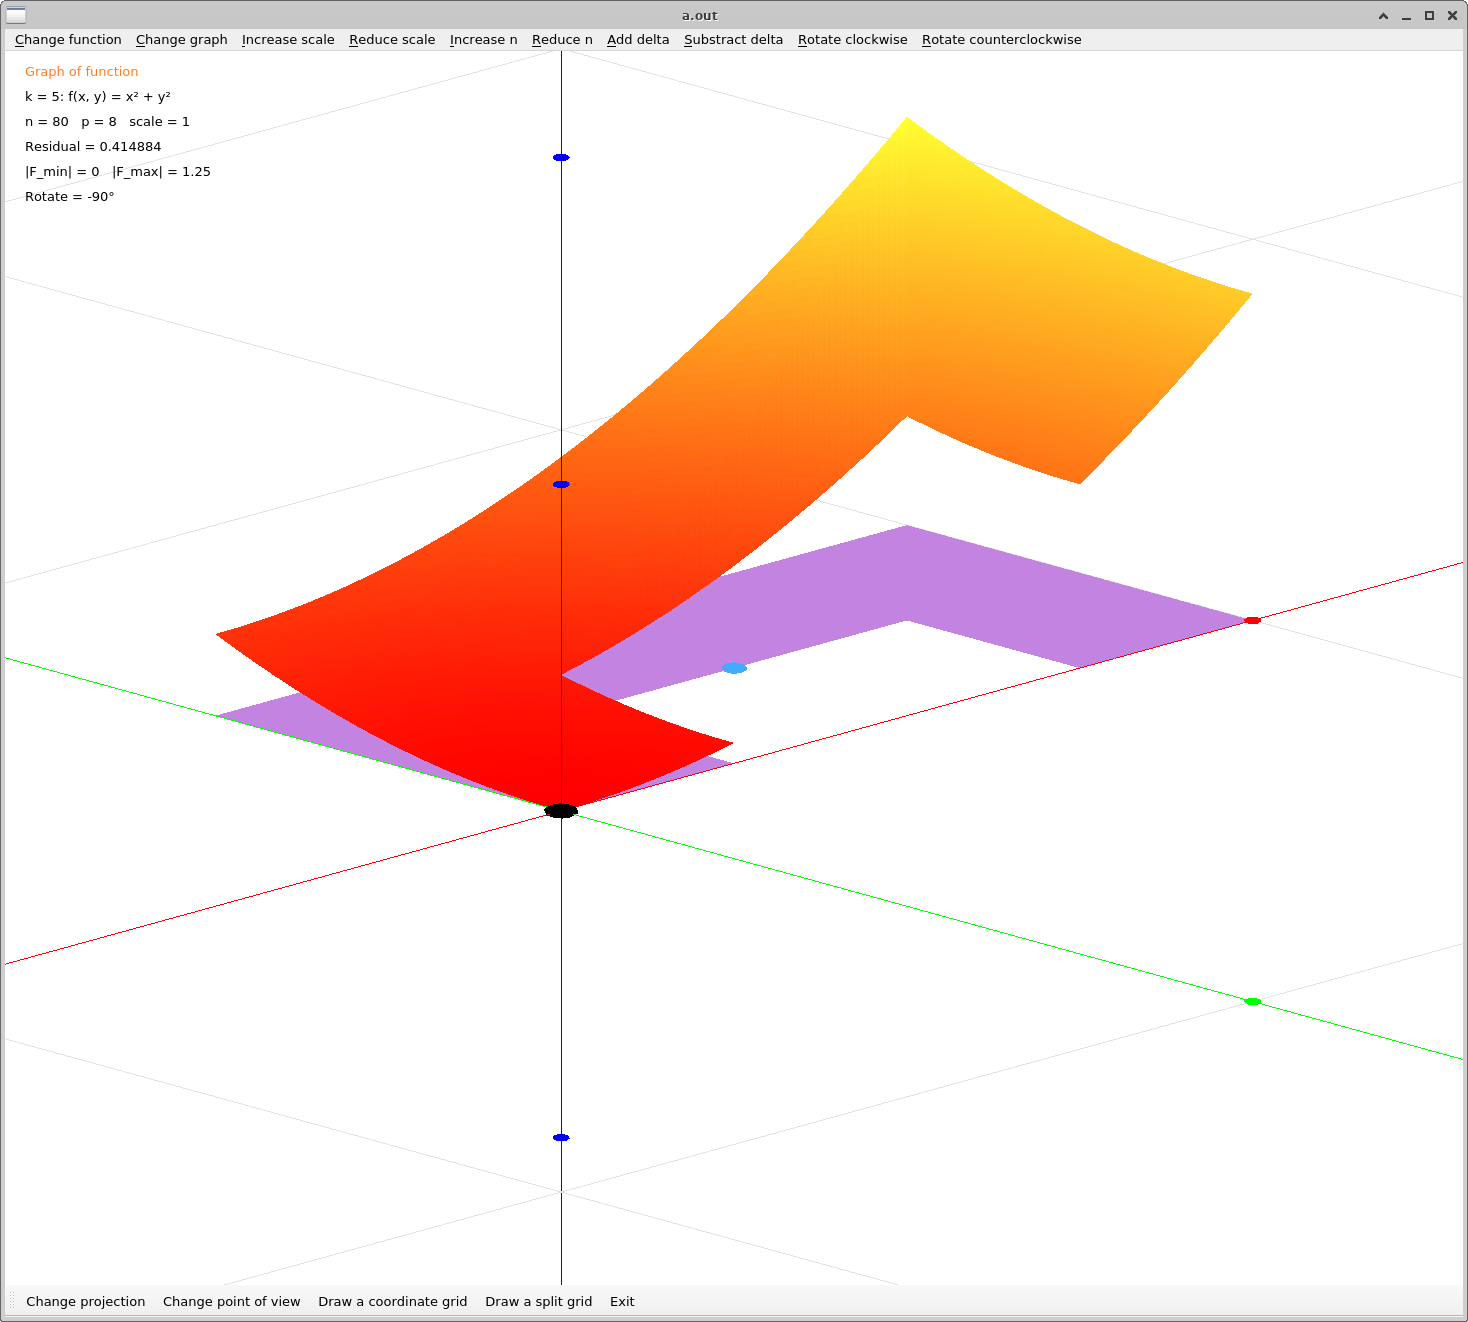 a.out
Change function Change graph Increase scale Reduce scale Increase n Reduce n Add delta Substract delta Rotate clockwise Rotate counterclockwise
Graph of function
k = 5: f(x, y) = x² + y²
n = 80 p = 8 scale = 1
Residual = 0.414884
|F_min| = 0 |F_max| = 1.25
Rotate = -90°
Change projection Change point of view Draw a coordinate grid Draw a split grid Exit